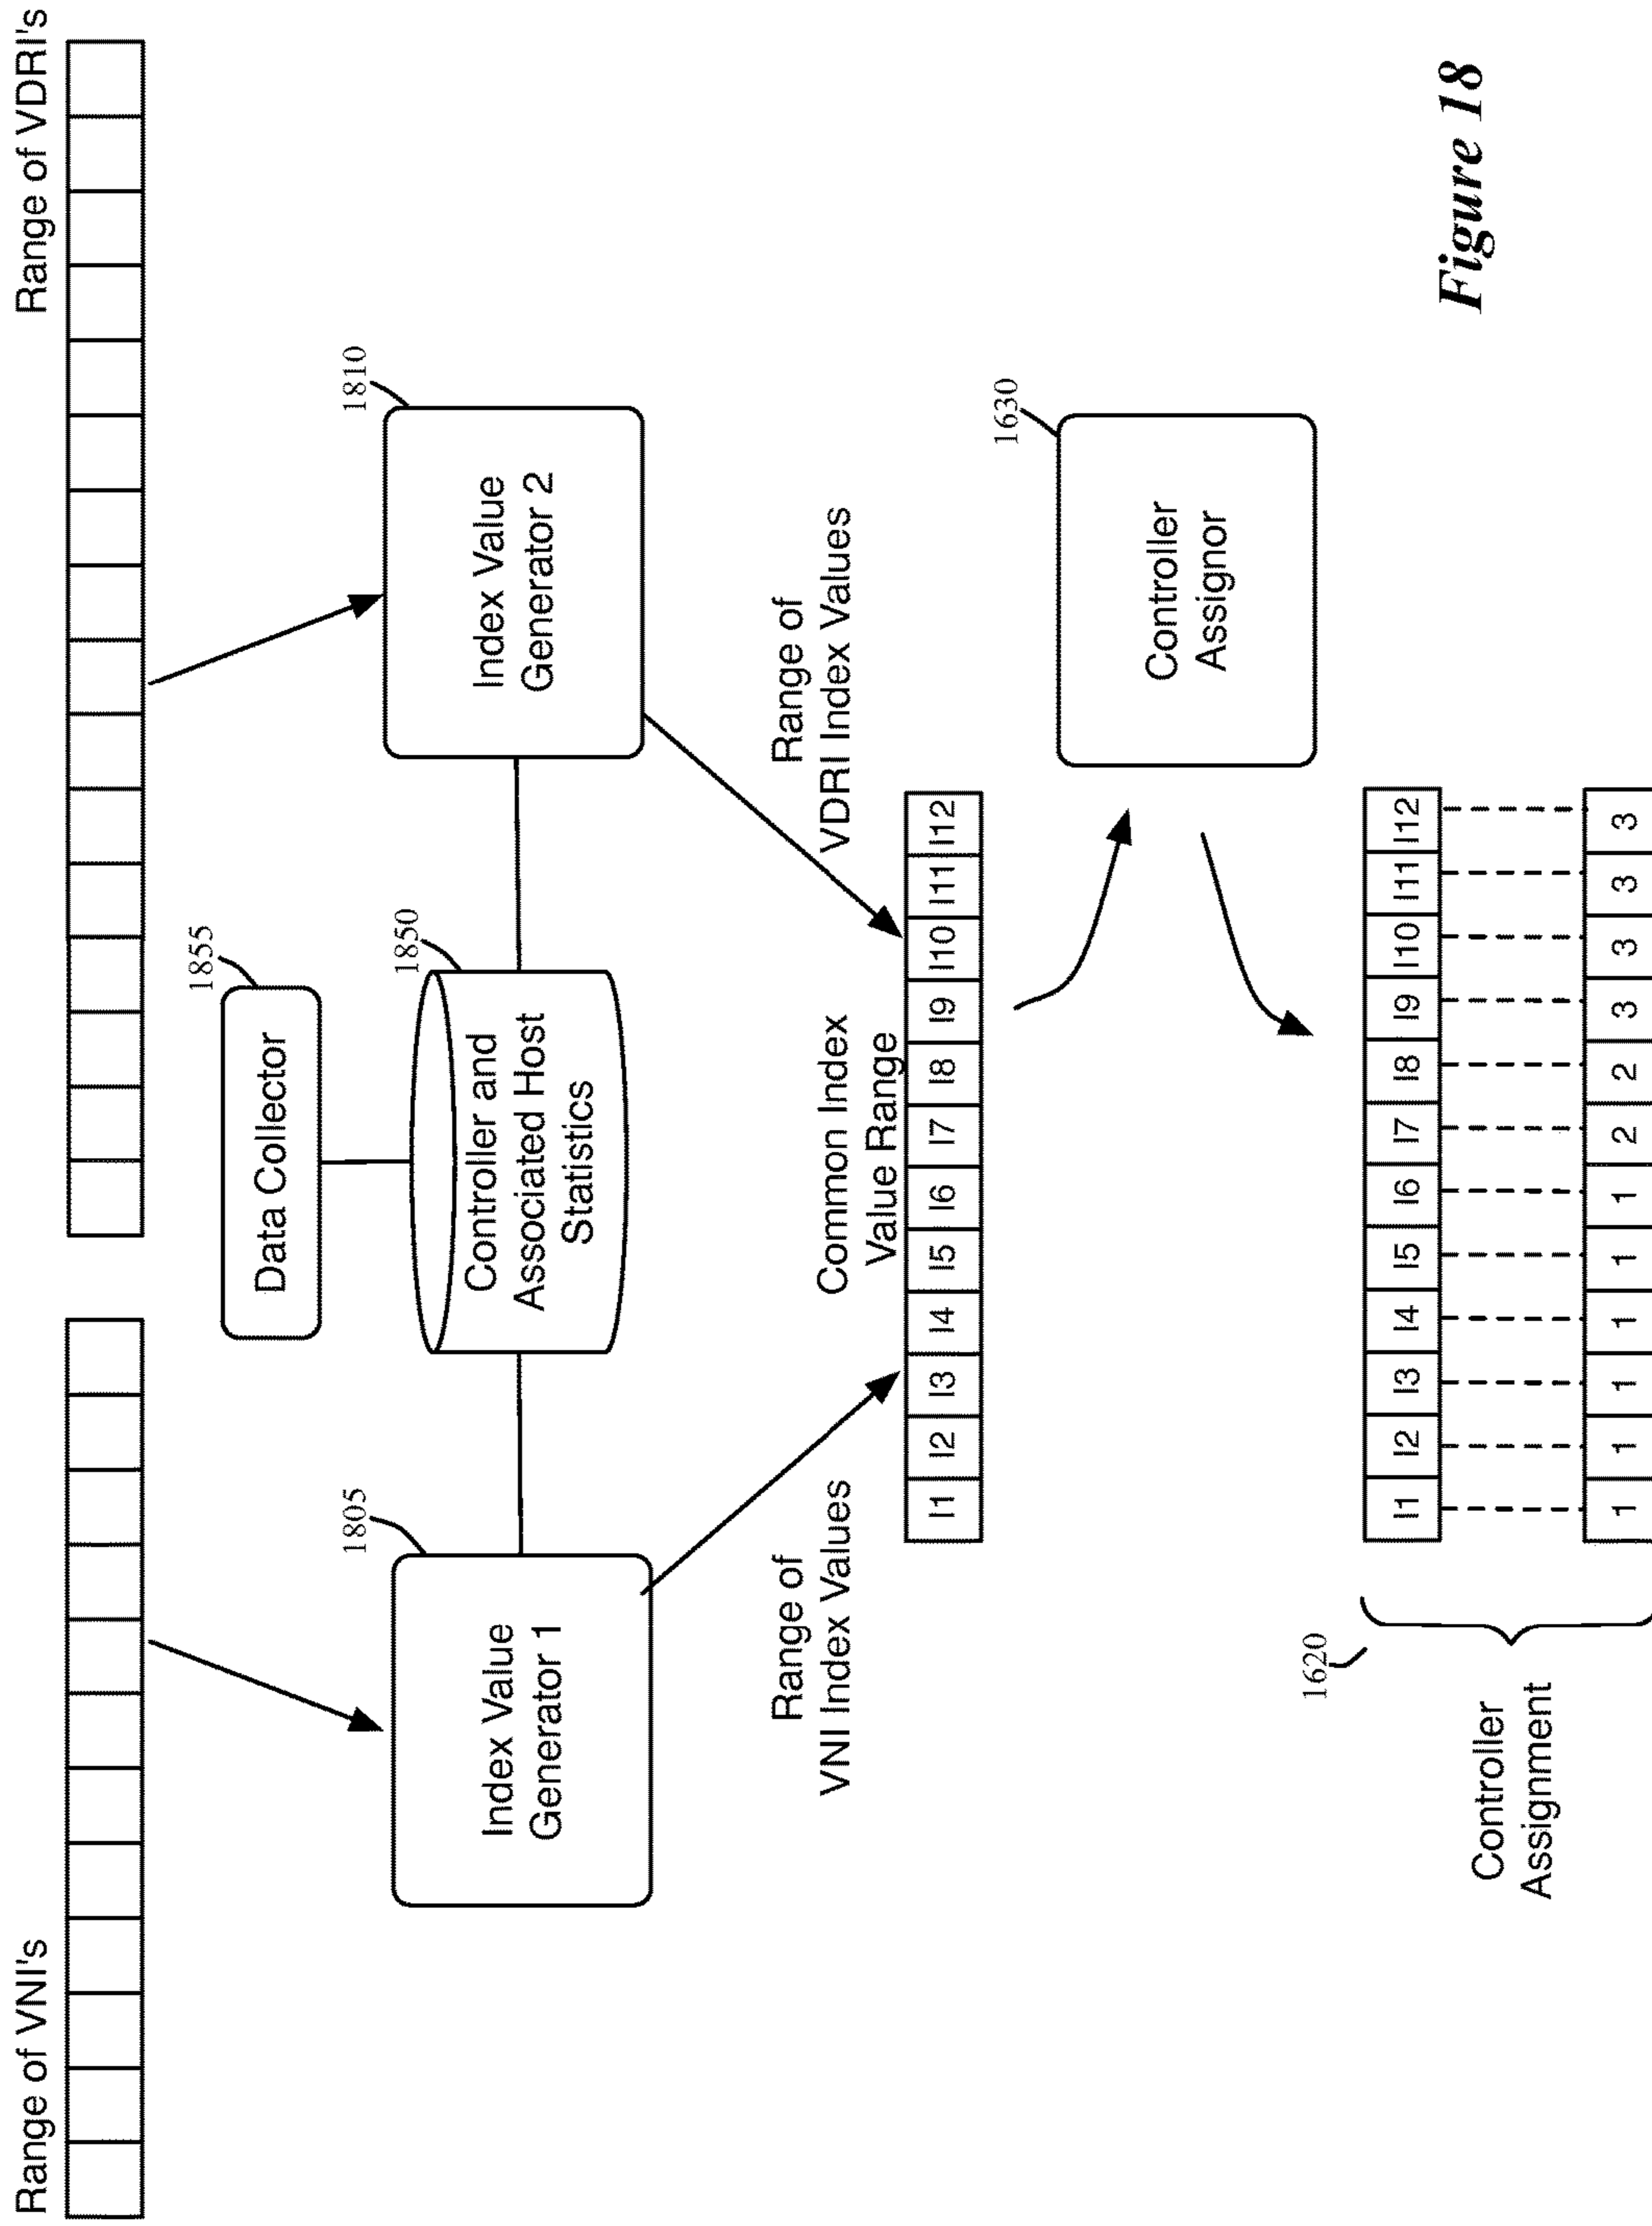 Range of VNI's
Range of VDRI's
1855
Data Collector
1805
1850
1810
Index Value
Generator 1
Controller and
Associated Host
Statistics
Index Value
Generator 2
Range of
VNI Index Values
Common Index
Value Range
Range of
VDRI Index Values
I1 I2 I3 I4 I5 I6 I7 I8 I9 I10 I11 I12
1630
Controller
Assignor
1620
Controller
Assignment
I1 I2 I3 I4 I5 I6 I7 I8 I9 I10 I11 I12
1 1 1 1 1 1 2 2 3 3 3 3
Figure 18